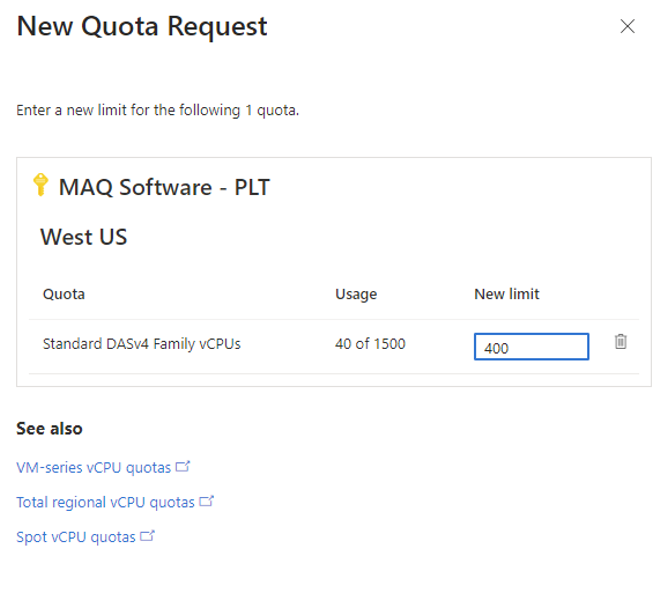 New Quota Request
Enter a new limit for the following 1 quota.
MAQ Software - PLT
West US
Quota Usage New limit
Standard DASv4 Family vCPUs 40 of 1500 400
See also
VM-series vCPU quotas
Total regional vCPU quotas
Spot vCPU quotas